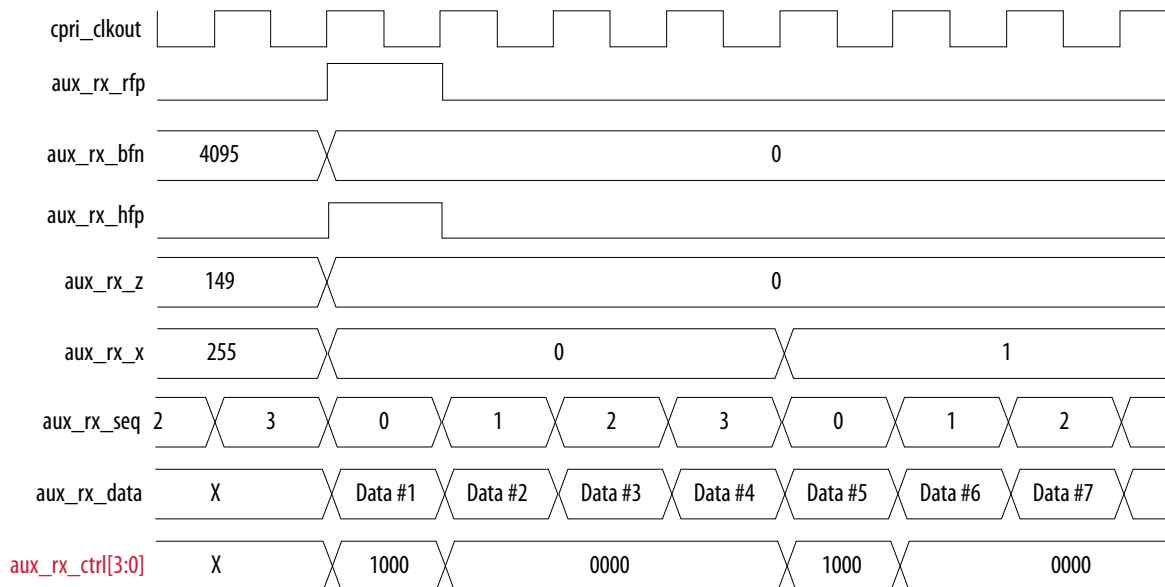 cpri_clkout
aux_rx_rfp
aux_rx_bfn 4095 0
aux_rx_hfp
aux_rx_z 149 0
aux_rx_x 255 0 1
aux_rx_seq 2 3 0 1 2 3 0 1 2
aux_rx_data X Data #1 Data #2 Data #3 Data #4 Data #5 Data #6 Data #7
aux_rx_ctrl[3:0] X 1000 0000 1000 0000